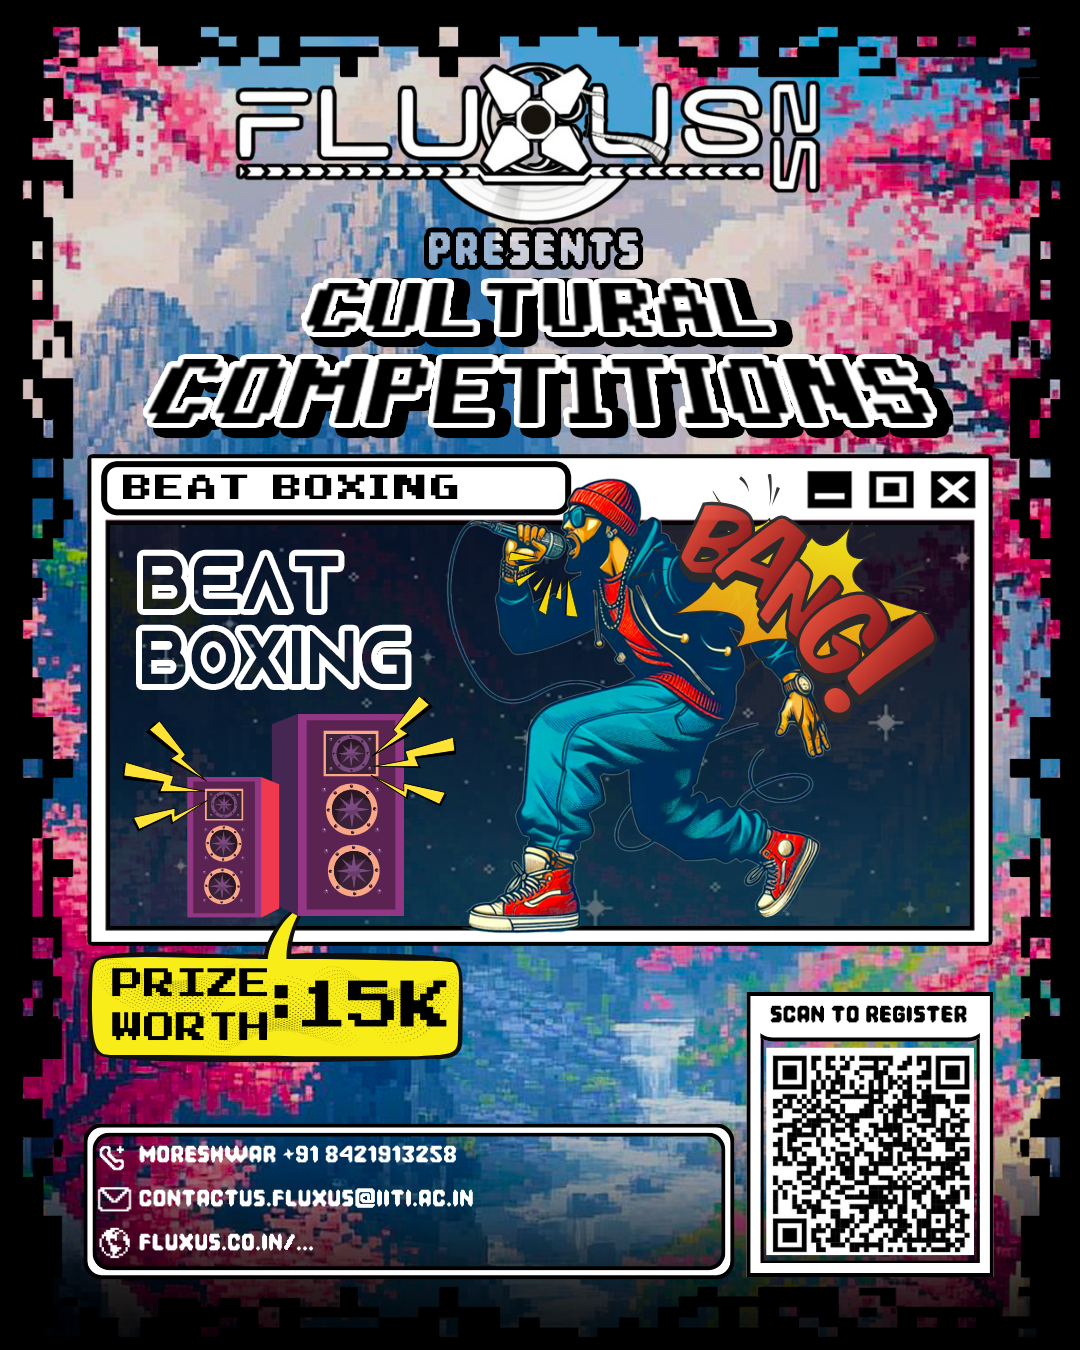 FLUXUS 25
PRESENTS
CULTURAL
COMPETITIONS
BEAT BOXING
BEAT
BOXING
BANG!
PRIZE
WORTH :15K
SCAN TO REGISTER
MORESHWAR +91 8421913258
CONTACTUS.FLUXUS@IITI.AC.IN
FLUXUS.CO.IN/...